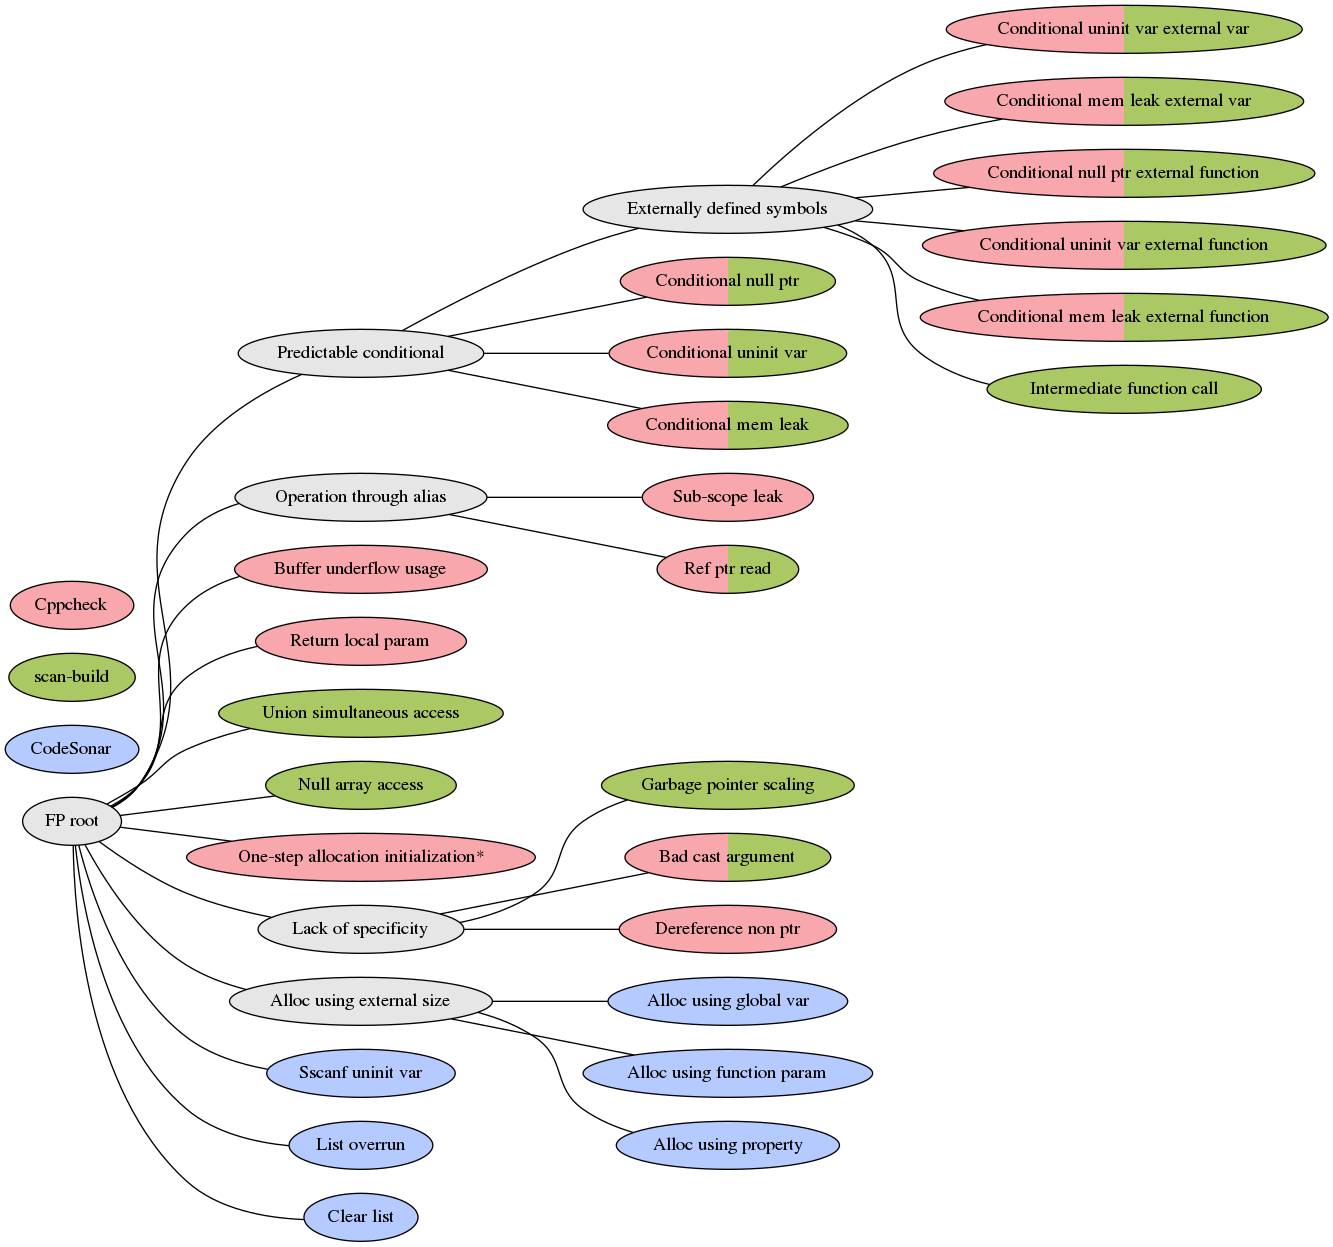 Conditional uninit var external var
Conditional mem leak external var
Conditional null ptr external function
Externally defined symbols
Conditional uninit var external function
Conditional null ptr
Conditional mem leak external function
Predictable conditional
Conditional uninit var
Intermediate function call
Conditional mem leak
Operation through alias
Sub-scope leak
Buffer underflow usage
Ref ptr read
Cppcheck
Return local param
scan-build
Union simultaneous access
CodeSonar
Null array access
Garbage pointer scaling
FP root
One-step allocation initialization*
Bad cast argument
Lack of specificity
Dereference non ptr
Alloc using external size
Alloc using global var
Sscanf uninit var
Alloc using function param
List overrun
Alloc using property
Clear list